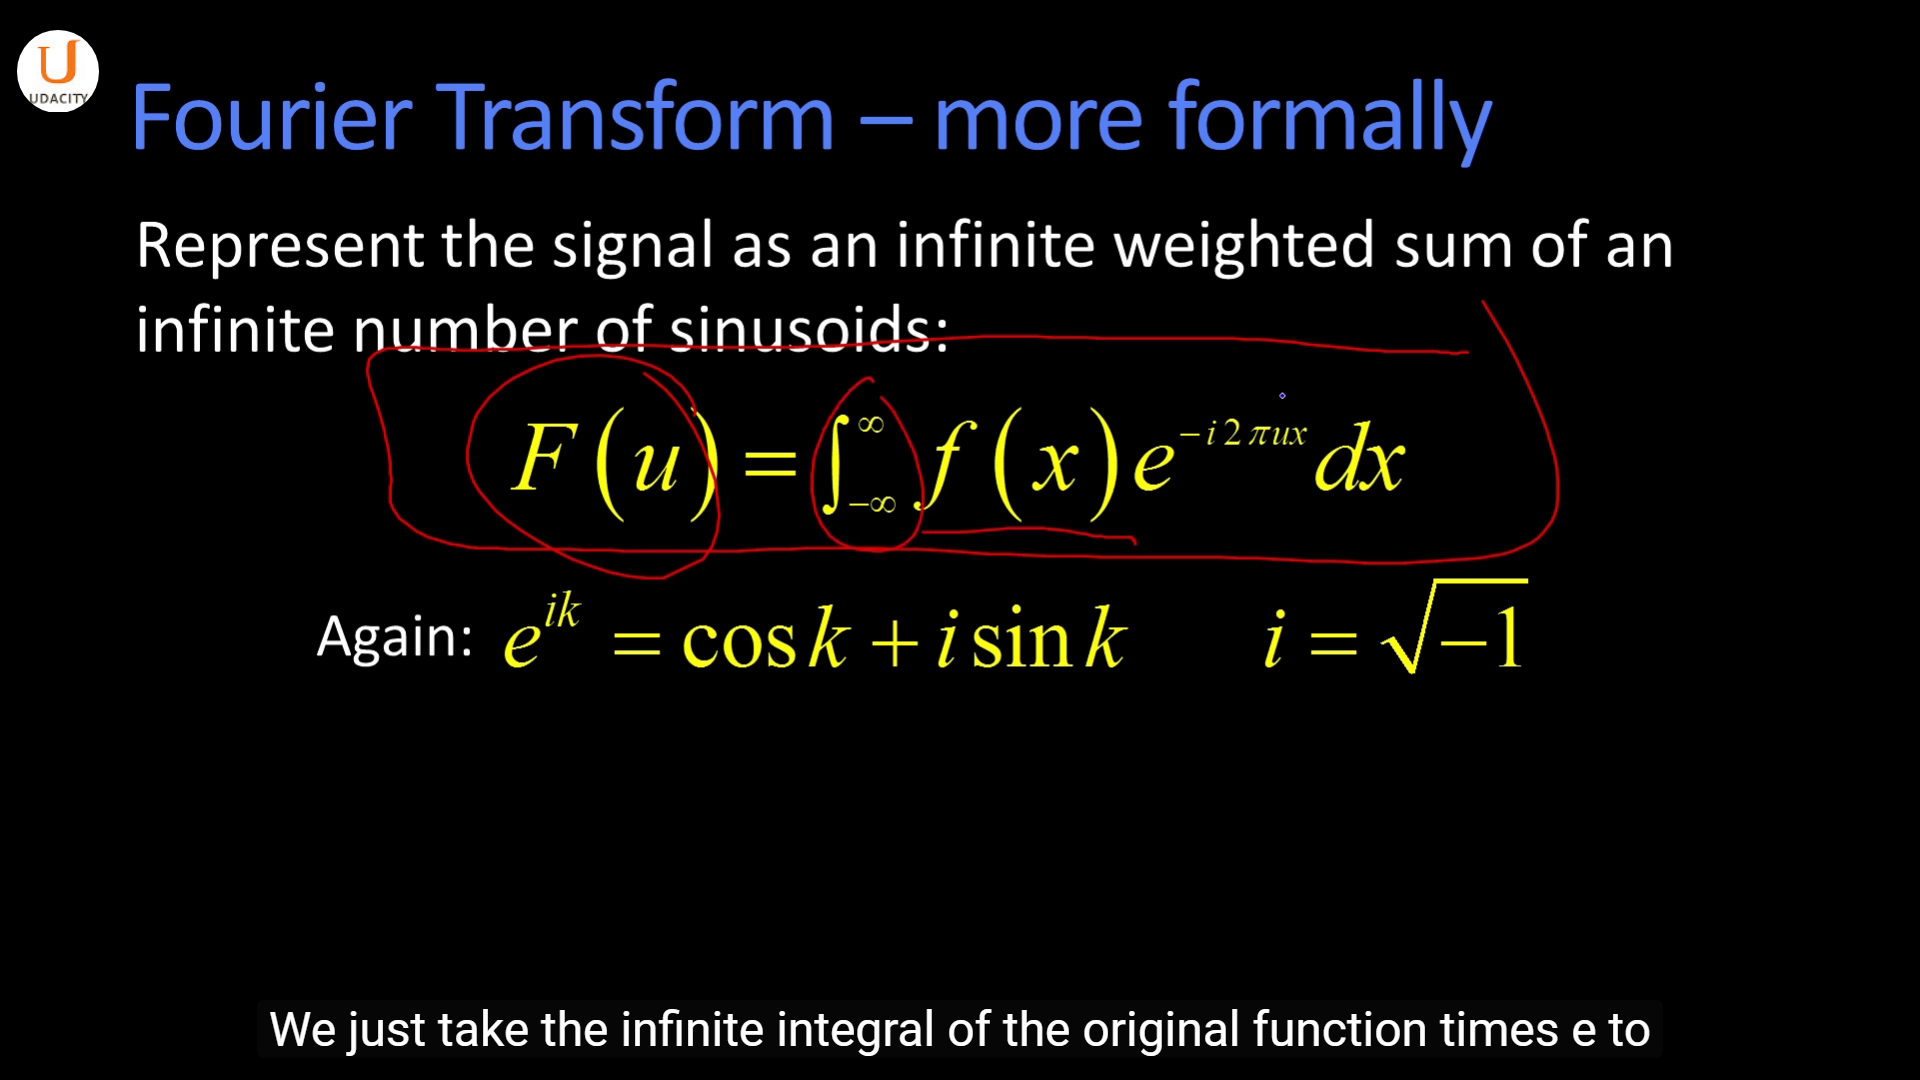 U
UDACITY
Fourier Transform – more formally
Represent the signal as an infinite weighted sum of an
infinite number of sinusoids:
F(u) = ∫_{-∞}^{∞} f(x) e^{-i2πux} dx
Again: e^{ik} = cos k + i sin k i = √-1
We just take the infinite integral of the original function times e to